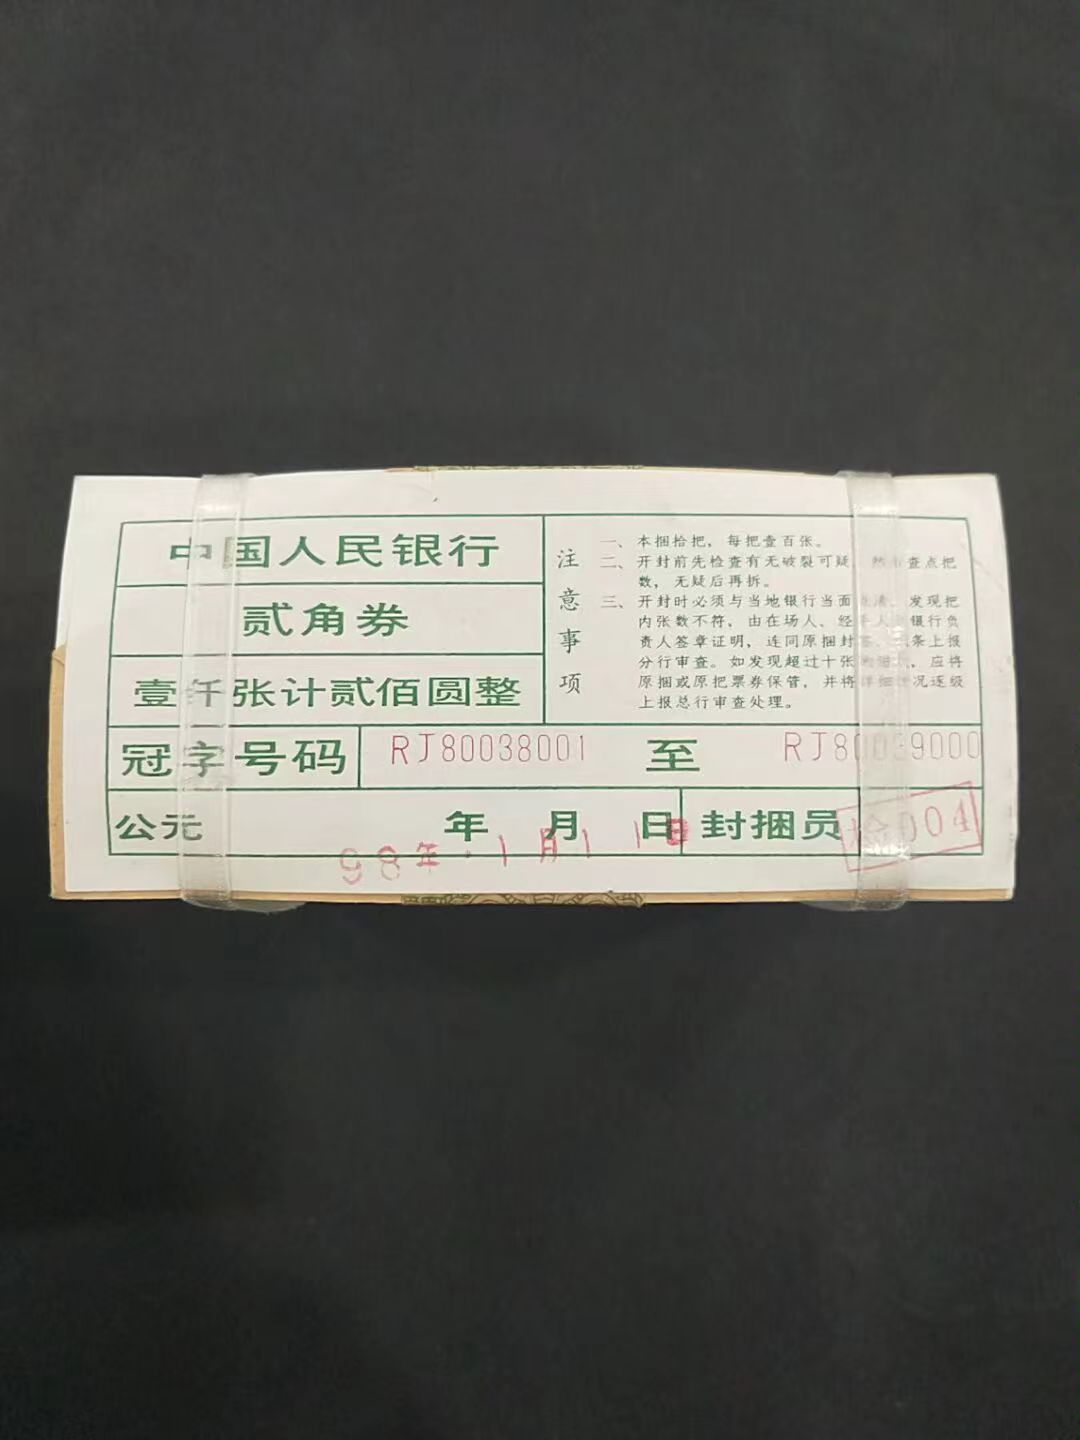 中国人民银行
贰角券
壹仟张计贰佰圆整
注意事项
一、本捆拾把，每把壹百张。
二、开封前先检查有无破裂可疑，然后查点把
数，无疑后再拆。
三、开封时必须与当地银行当面点清。发现把
内张数不符，由在场人、经手人及银行负
责人签章证明，连同原捆封签、腰条上报
分行审查。如发现超过十张的错款，应将
原捆或原把票券保管，并将详细情况逐级
上报总行审查处理。
冠字号码 RJ80038001 至 RJ80039000
公元 年 月 日 封捆员
98年 1月11日
检004